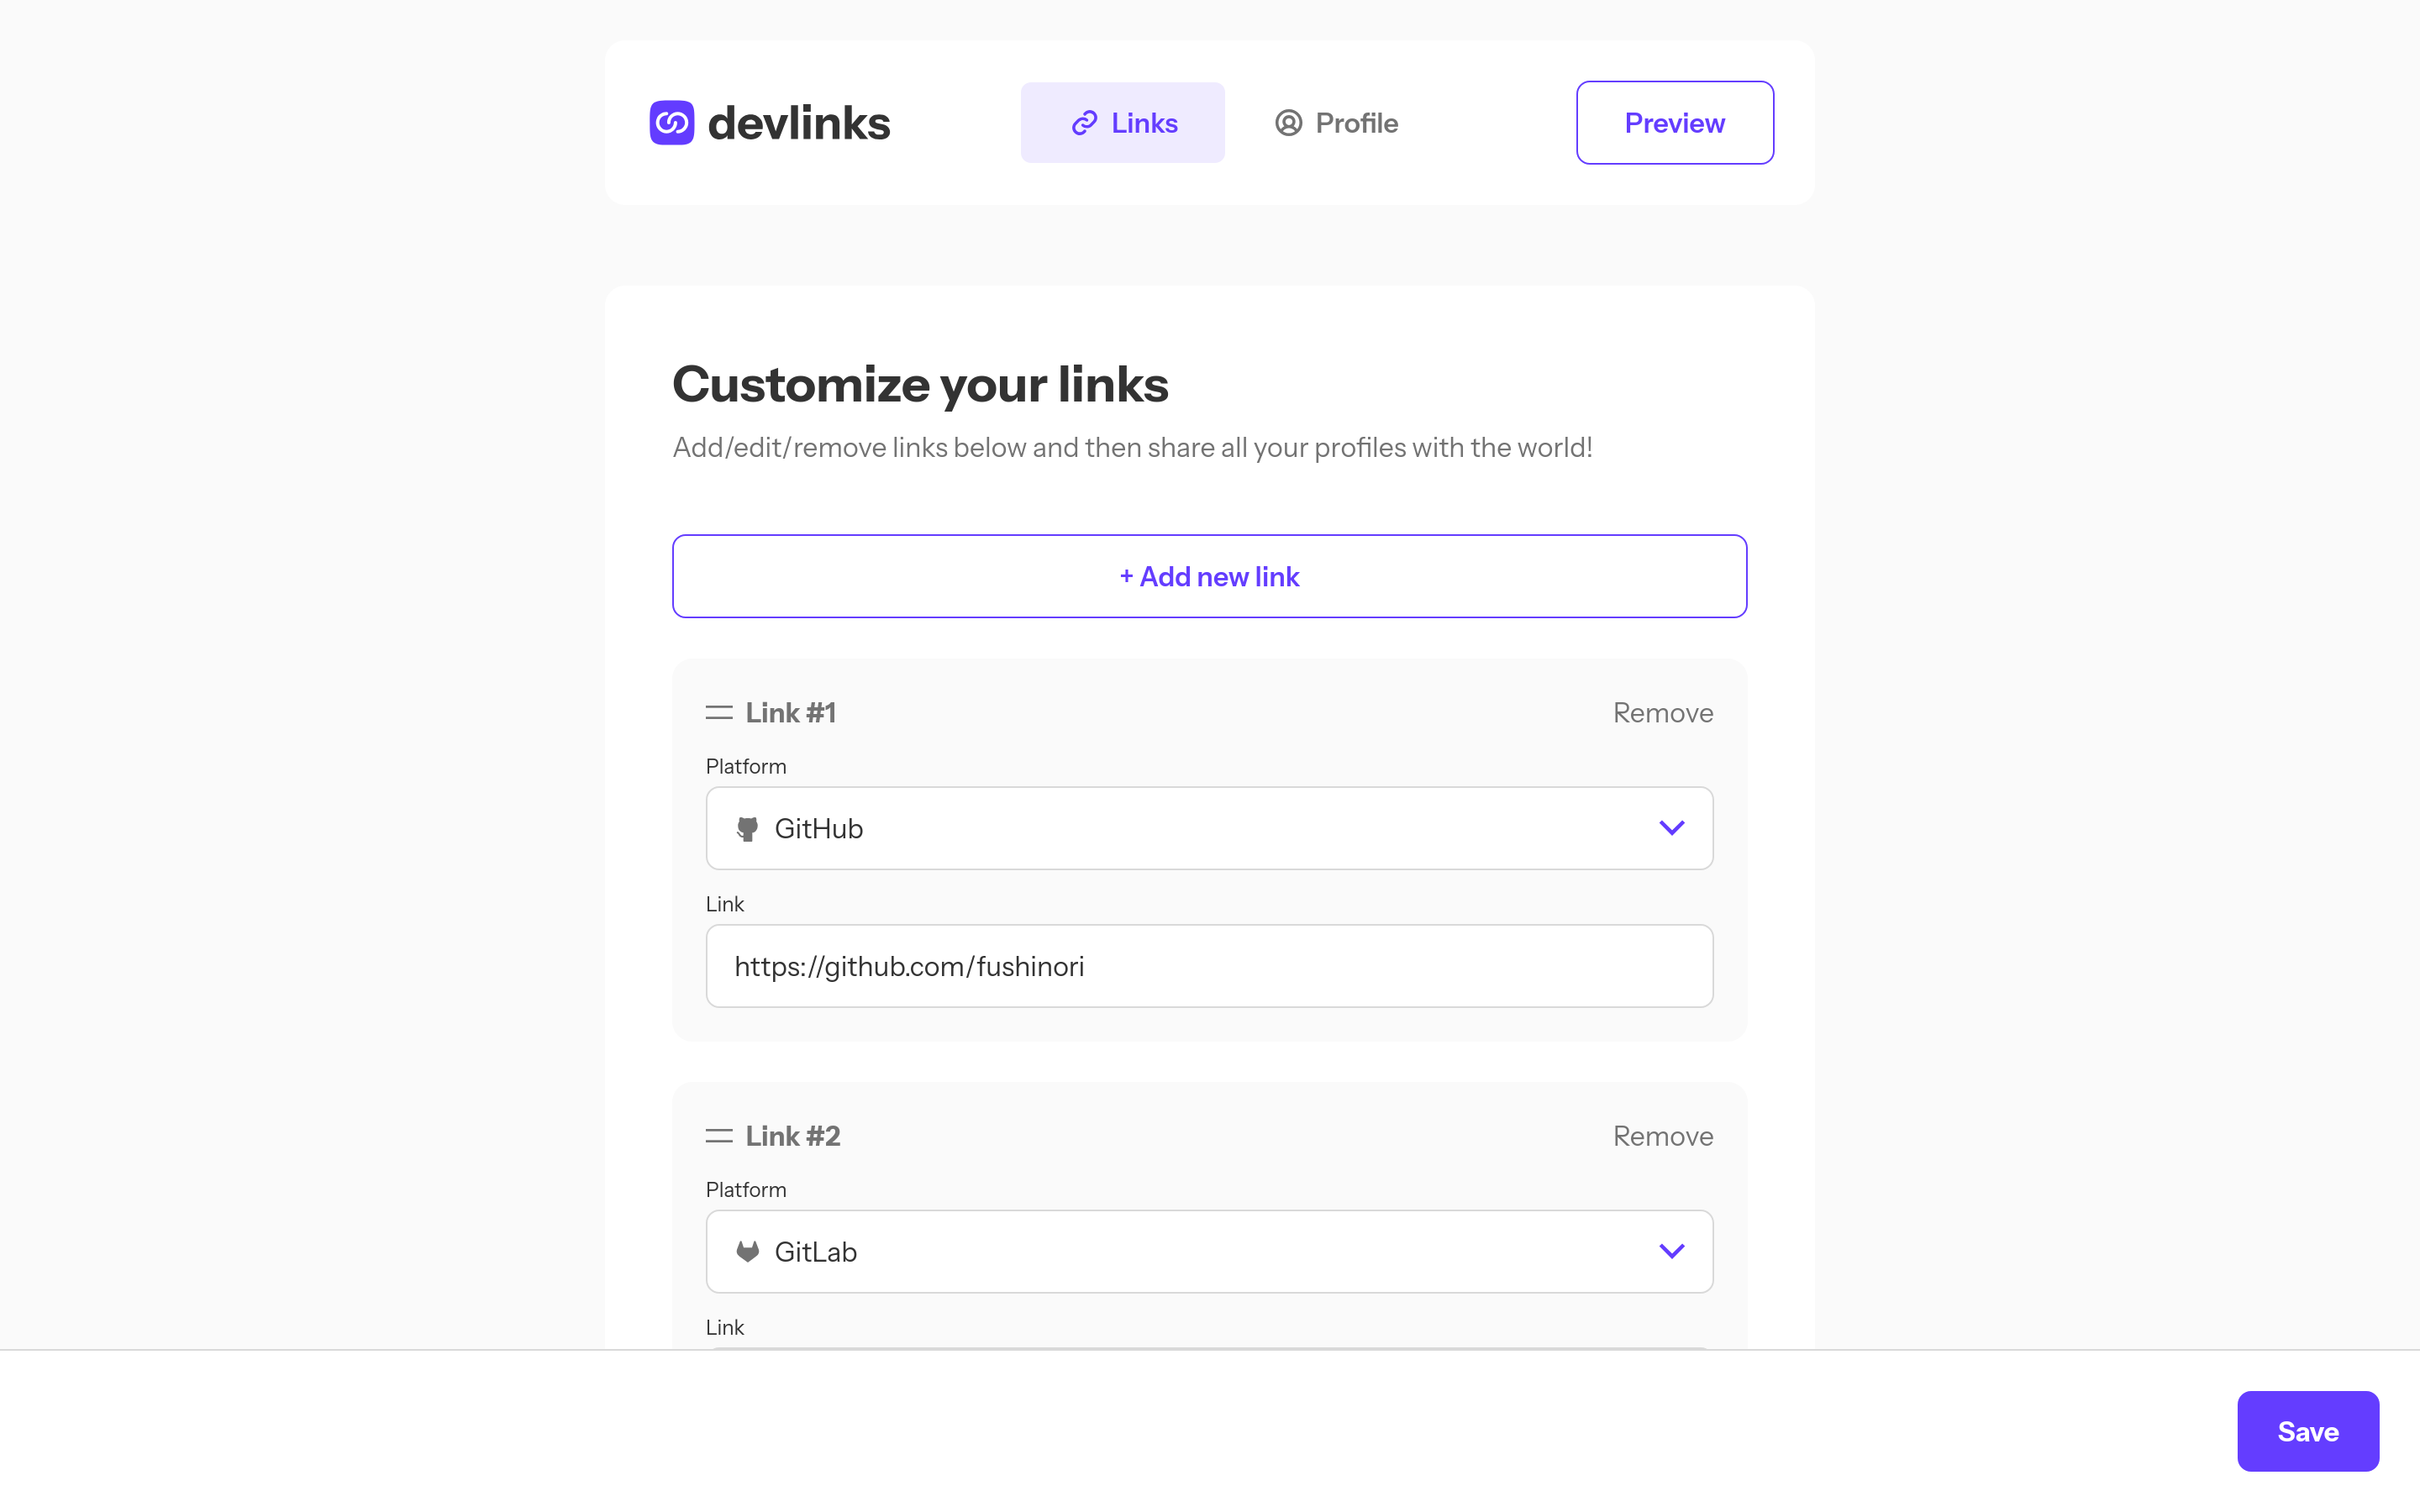 devlinks
Links
Profile
Preview
Customize your links
Add/edit/remove links below and then share all your profiles with the world!
+ Add new link
Link #1
Remove
Platform
GitHub
Link
https://github.com/fushinori
Link #2
Remove
Platform
GitLab
Link
Save